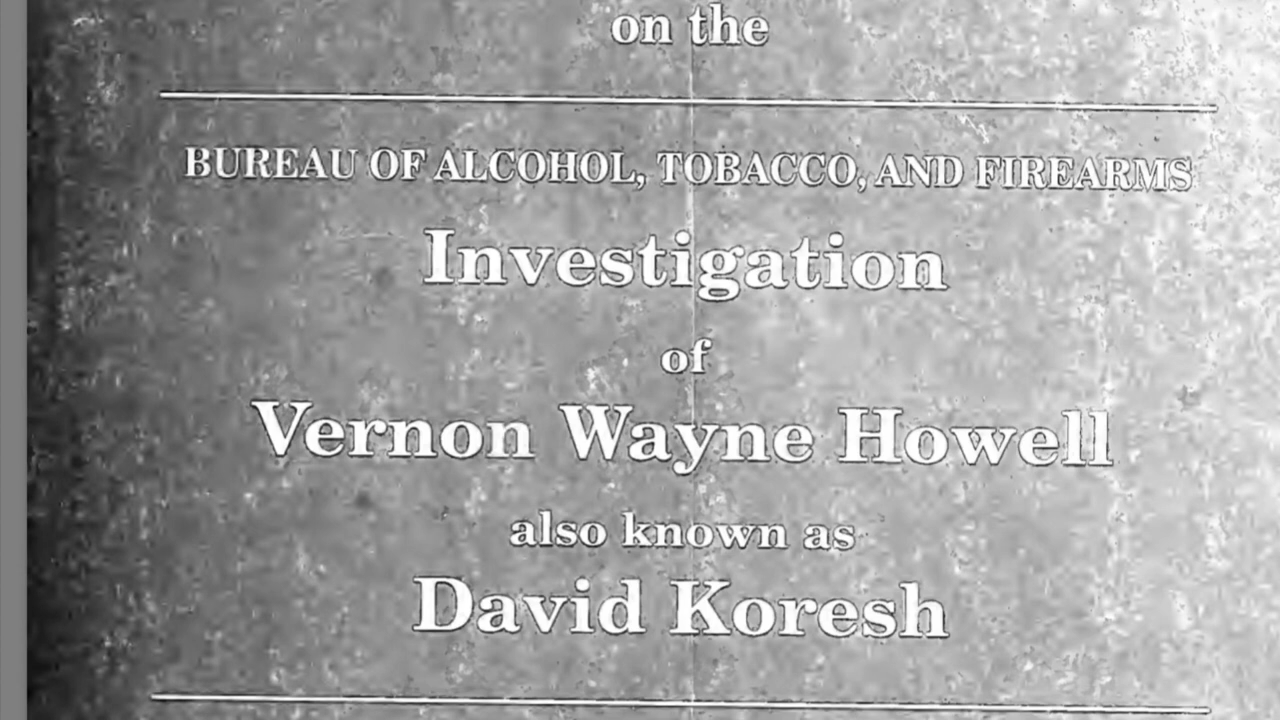 on the
BUREAU OF ALCOHOL, TOBACCO, AND FIREARMS
Investigation
of
Vernon Wayne Howell
also known as
David Koresh